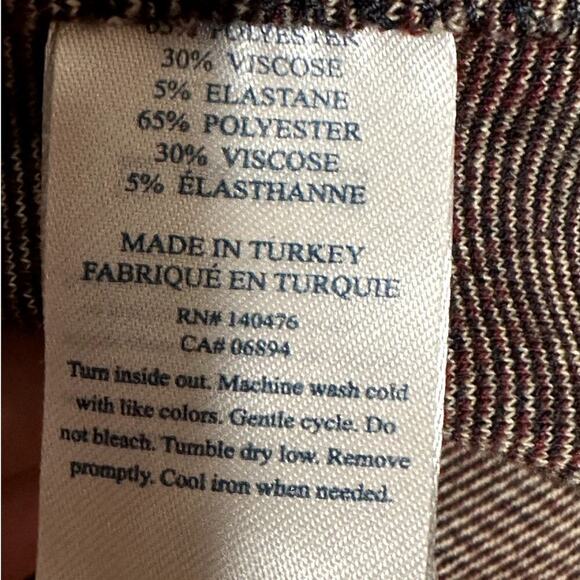 65% POLYESTER
30% VISCOSE
5% ELASTANE
65% POLYESTER
30% VISCOSE
5% ÉLASTHANNE
MADE IN TURKEY
FABRIQUÉ EN TURQUIE
RN# 140476
CA# 06894
Turn inside out. Machine wash cold
with like colors. Gentle cycle. Do
not bleach. Tumble dry low. Remove
promptly. Cool iron when needed.